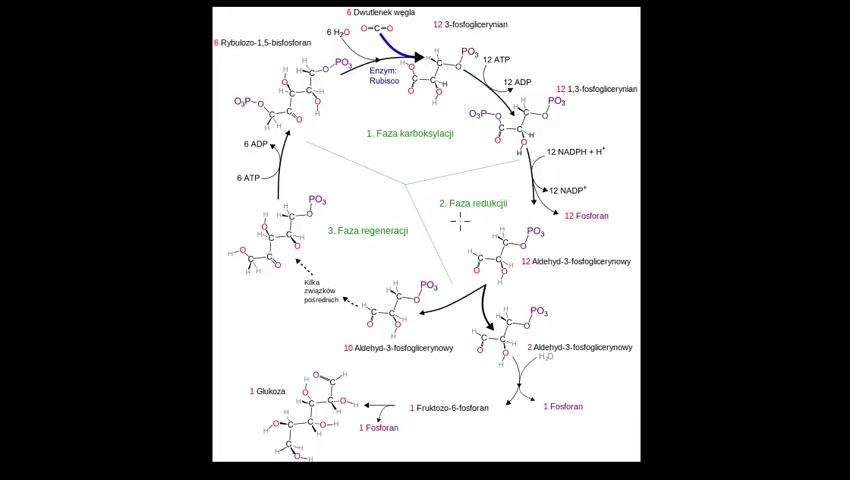 6 Dwutlenek węgla
O=C=O
12 3-fosfoglicerynian
6 Rybulozo-1,5-bisfosforan
6 H2O
Enzym:
Rubisco
12 ATP
12 ADP
12 1,3-fosfoglicerynian
1. Faza karboksylacji
6 ADP
6 ATP
12 NADPH + H+
12 NADP+
2. Faza redukcjii
12 Fosforan
3. Faza regeneracji
12 Aldehyd-3-fosfoglicerynowy
Kilka
związków
pośrednich
10 Aldehyd-3-fosfoglicerynowy
2 Aldehyd-3-fosfoglicerynowy
H2O
1 Glukoza
1 Fruktozo-6-fosforan
1 Fosforan
1 Fosforan